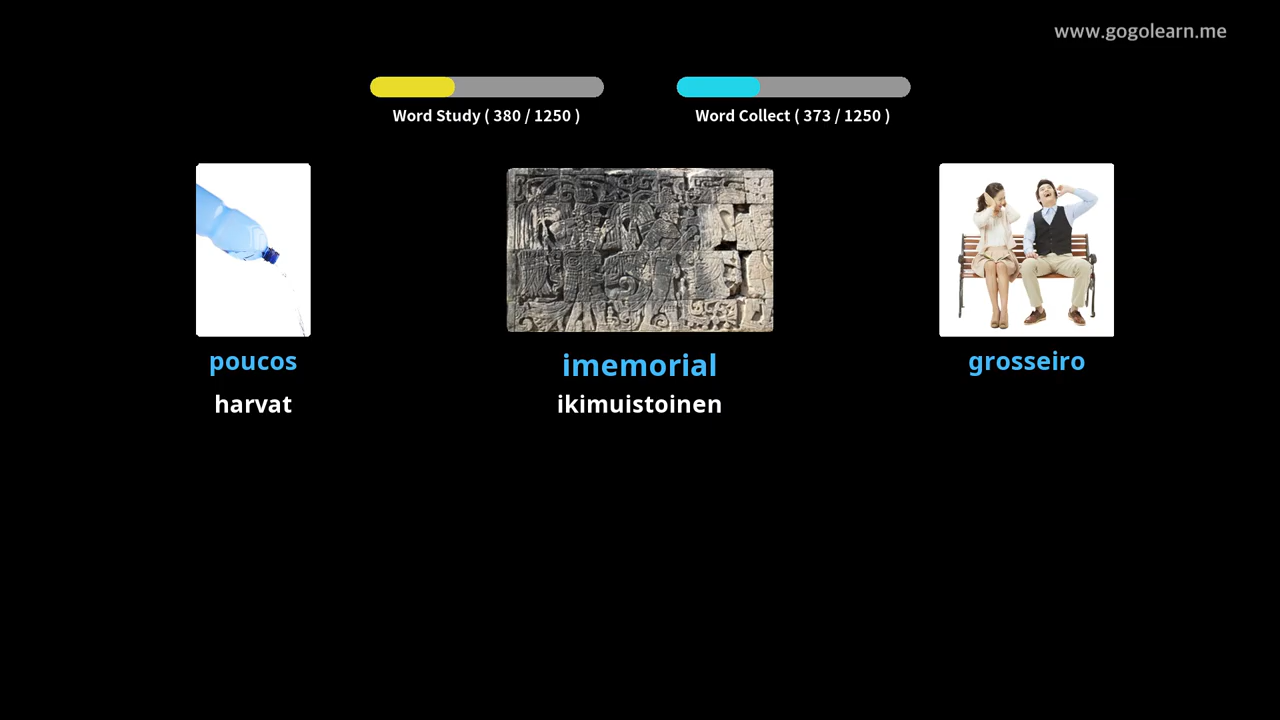 www.gogolearn.me
Word Study ( 380 / 1250 )
Word Collect ( 373 / 1250 )
poucos
harvat
imemorial
ikimuistoinen
grosseiro